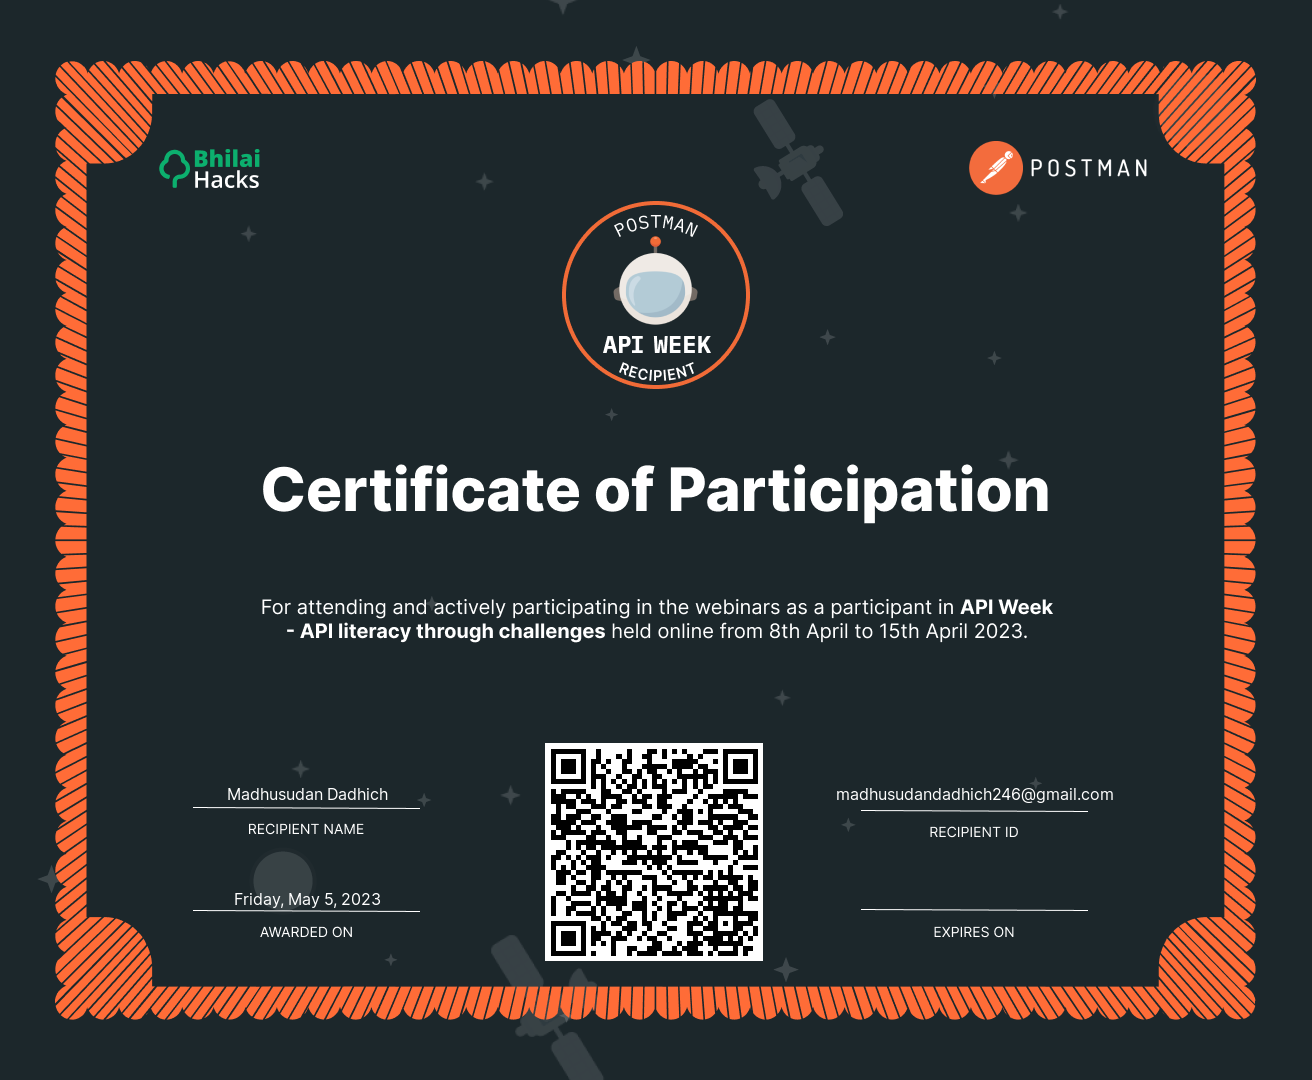 Bhilai
Hacks
POSTMAN
POSTMAN
API WEEK
RECIPIENT
Certificate of Participation
For attending and actively participating in the webinars as a participant in API Week
- API literacy through challenges held online from 8th April to 15th April 2023.
Madhusudan Dadhich
RECIPIENT NAME
madhusudandadhich246@gmail.com
RECIPIENT ID
Friday, May 5, 2023
AWARDED ON
EXPIRES ON